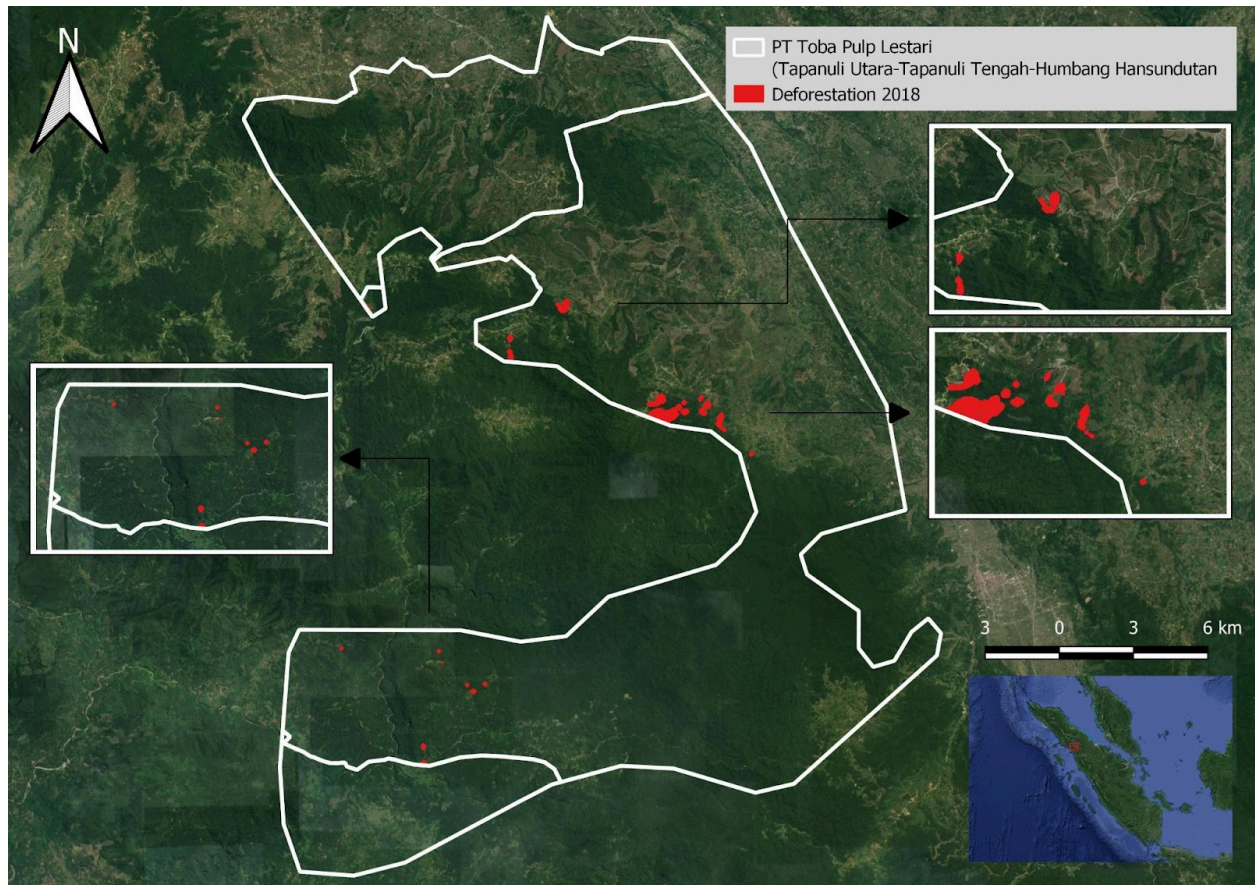 N
PT Toba Pulp Lestari
(Tapanuli Utara-Tapanuli Tengah-Humbang Hansundutan
Deforestation 2018
3 0 3 6 km